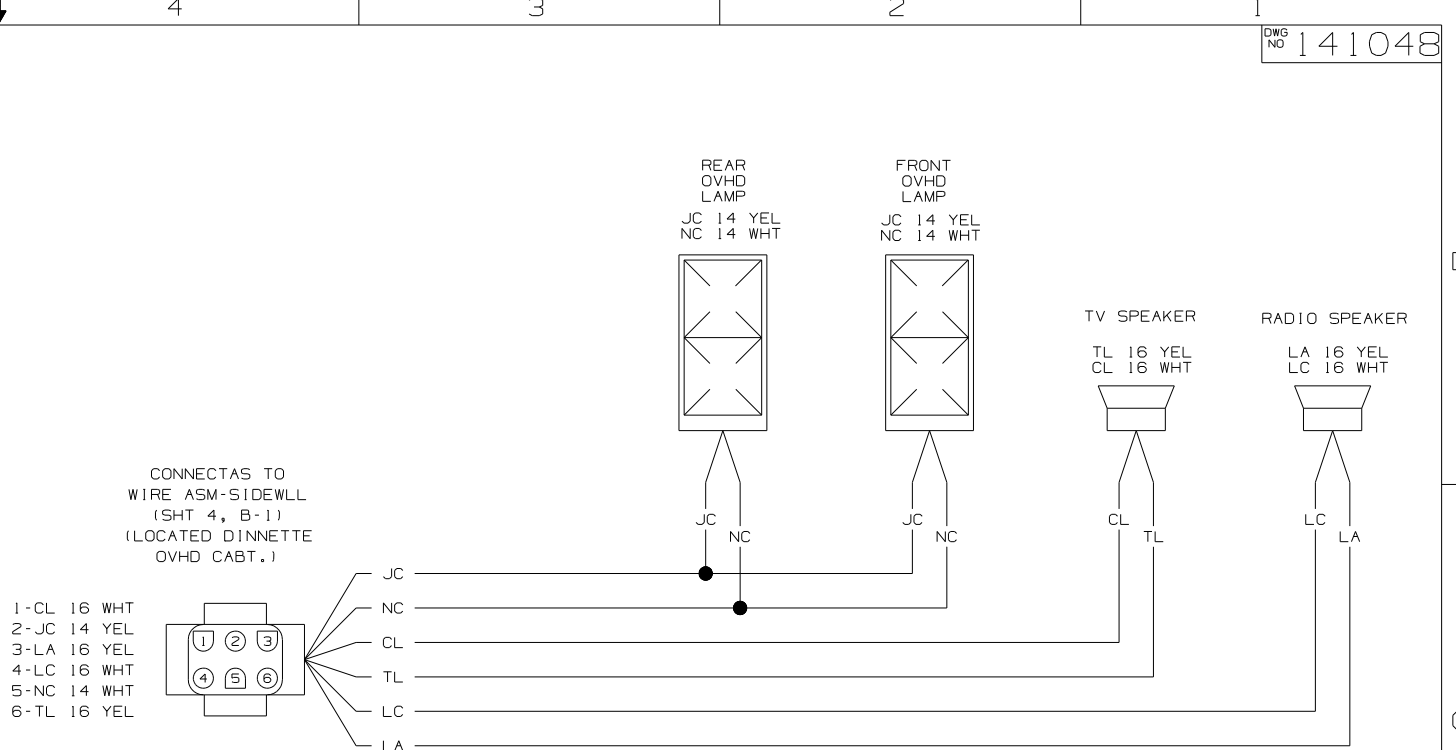 4 3 2 1
DWG NO 141048
REAR
OVHD
LAMP
JC 14 YEL
NC 14 WHT
FRONT
OVHD
LAMP
JC 14 YEL
NC 14 WHT
TV SPEAKER
TL 16 YEL
CL 16 WHT
RADIO SPEAKER
LA 16 YEL
LC 16 WHT
CONNECTAS TO
WIRE ASM-SIDEWLL
(SHT 4, B-1)
(LOCATED DINNETTE
OVHD CABT.)
JC
NC
JC
NC
CL
TL
LC
LA
1-CL 16 WHT
2-JC 14 YEL
3-LA 16 YEL
4-LC 16 WHT
5-NC 14 WHT
6-TL 16 YEL
1 2 3
4 5 6
JC
NC
CL
TL
LC
LA